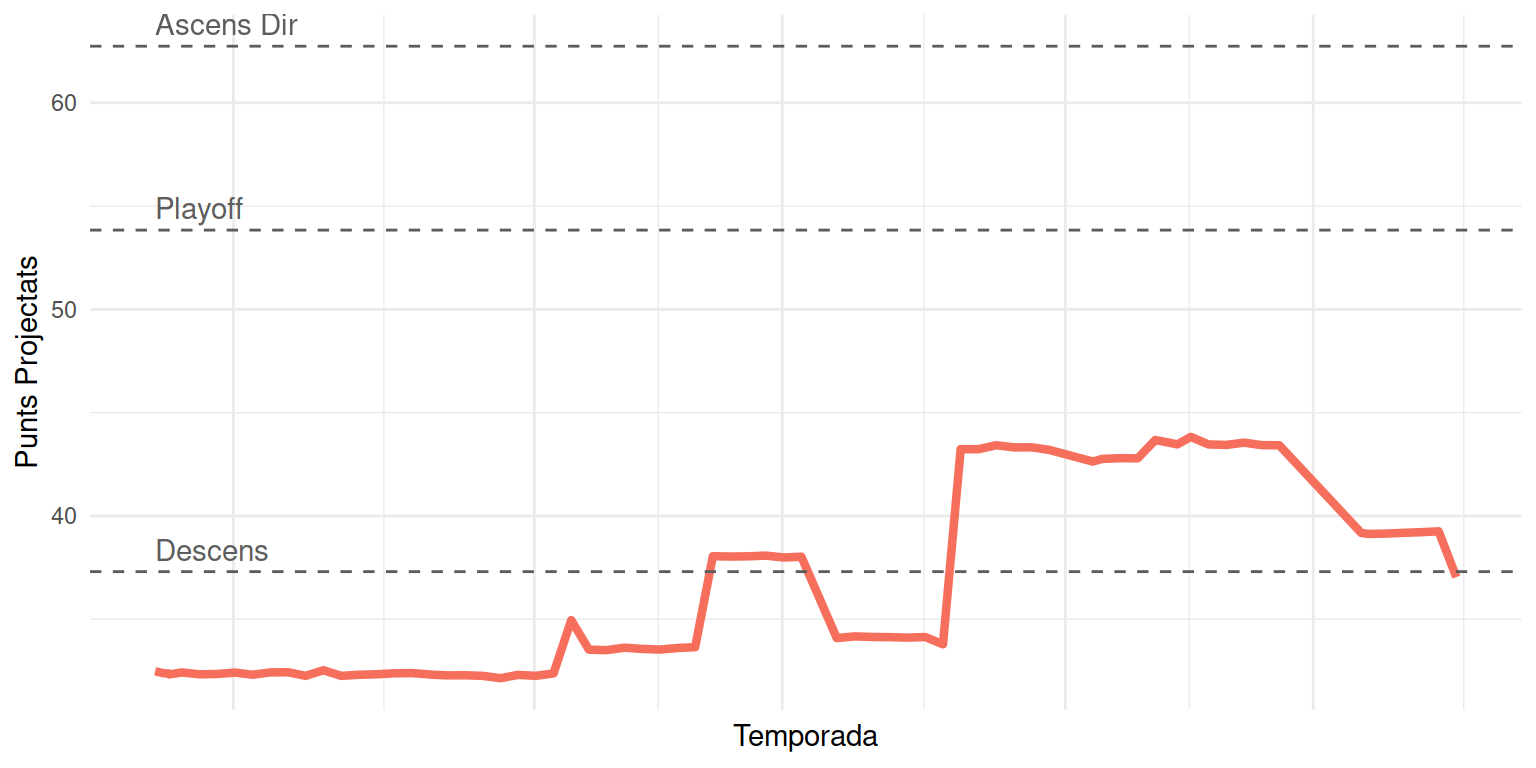 Ascens Dir
60
Playoff
50
Punts Projectats
40
Descens
Temporada